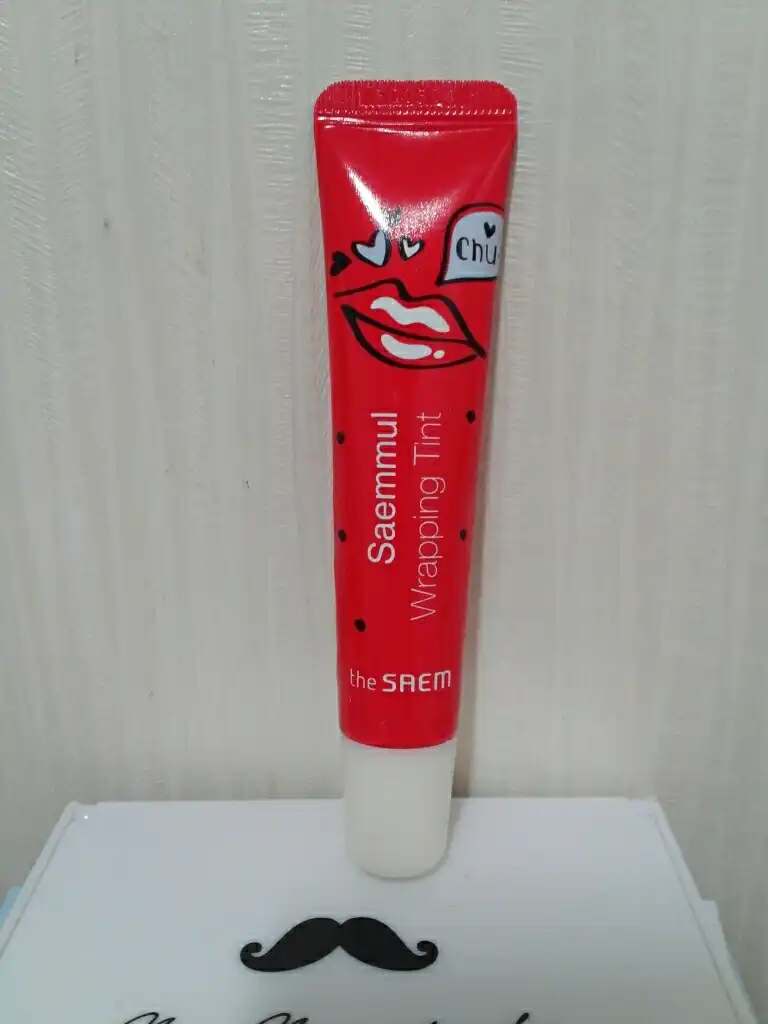 chu
Saemmul
Wrapping Tint
the SAEM